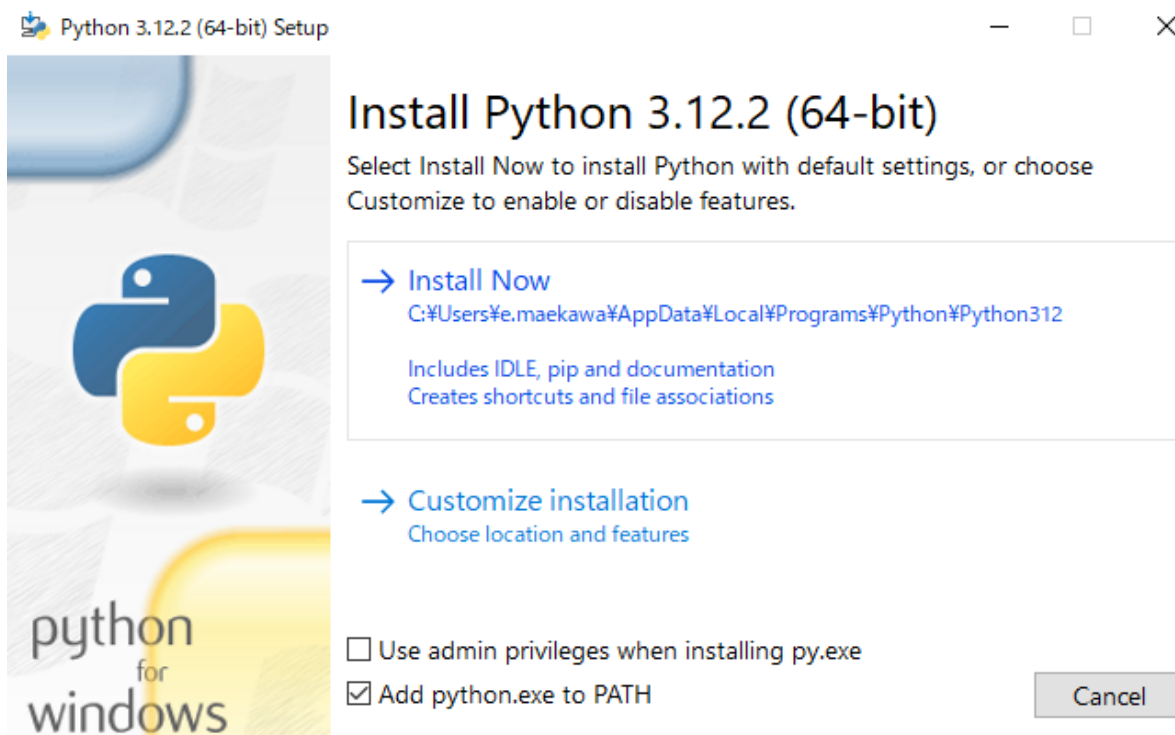 Python 3.12.2 (64-bit) Setup
Install Python 3.12.2 (64-bit)
Select Install Now to install Python with default settings, or choose
Customize to enable or disable features.
Install Now
C:¥Users¥e.maekawa¥AppData¥Local¥Programs¥Python¥Python312
Includes IDLE, pip and documentation
Creates shortcuts and file associations
Customize installation
Choose location and features
Use admin privileges when installing py.exe
Add python.exe to PATH
Cancel
python
for
windows